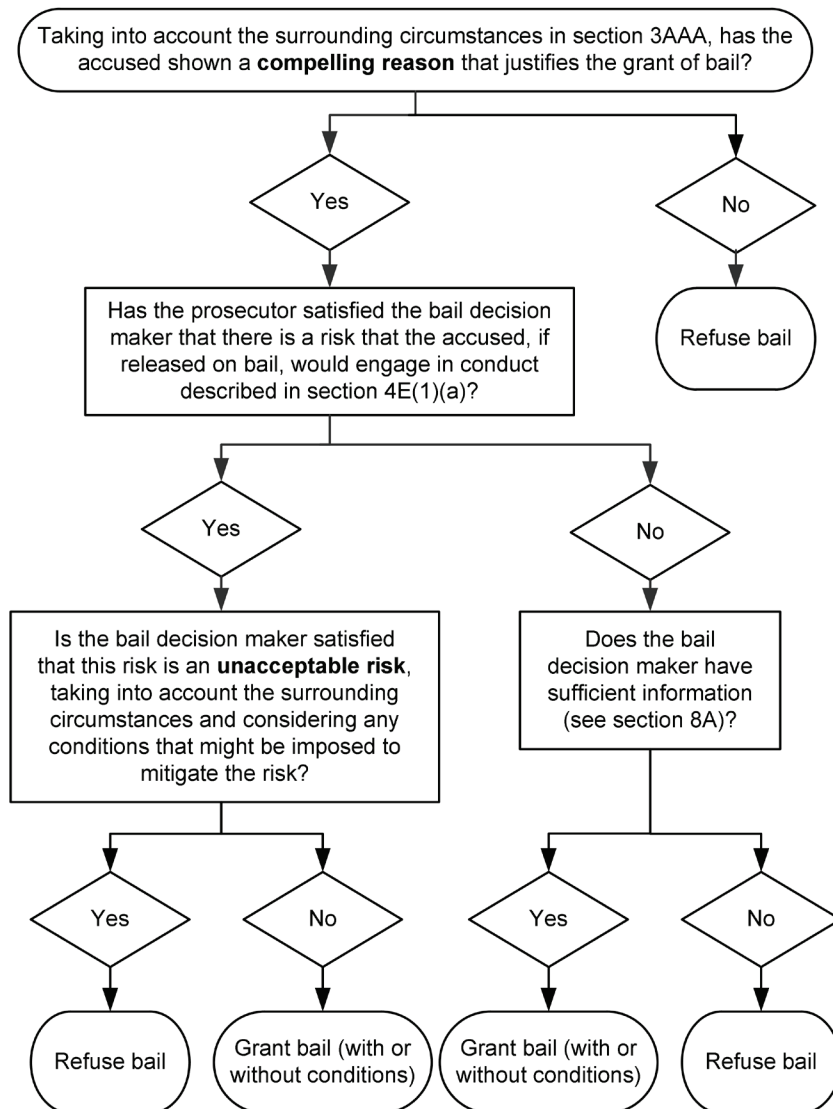 Taking into account the surrounding circumstances in section 3AAA, has the
accused shown a compelling reason that justifies the grant of bail?
Yes
No
Has the prosecutor satisfied the bail decision
maker that there is a risk that the accused, if
released on bail, would engage in conduct
described in section 4E(1)(a)?
Refuse bail
Yes
No
Is the bail decision maker satisfied
that this risk is an unacceptable risk,
taking into account the surrounding
circumstances and considering any
conditions that might be imposed to
mitigate the risk?
Does the bail
decision maker have
sufficient information
(see section 8A)?
Yes
No
Yes
No
Refuse bail
Grant bail (with or
without conditions)
Grant bail (with or
without conditions)
Refuse bail